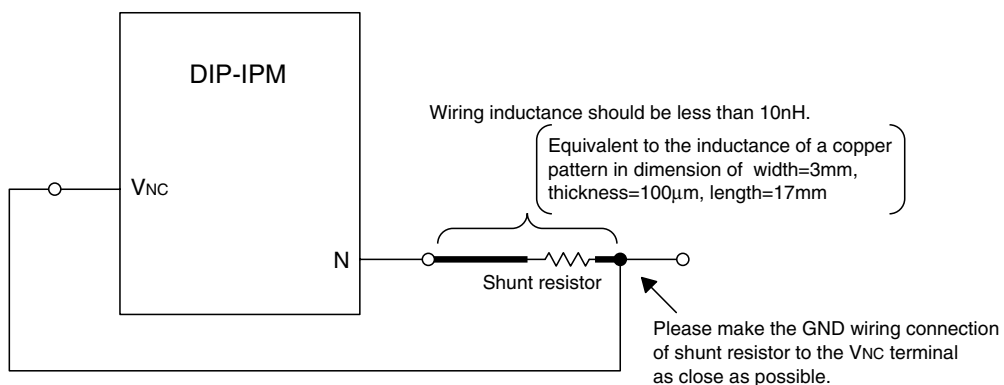 DIP-IPM
Wiring inductance should be less than 10nH.
Equivalent to the inductance of a copper
pattern in dimension of width=3mm,
thickness=100μm, length=17mm
VNC
N
Shunt resistor
Please make the GND wiring connection
of shunt resistor to the VNC terminal
as close as possible.